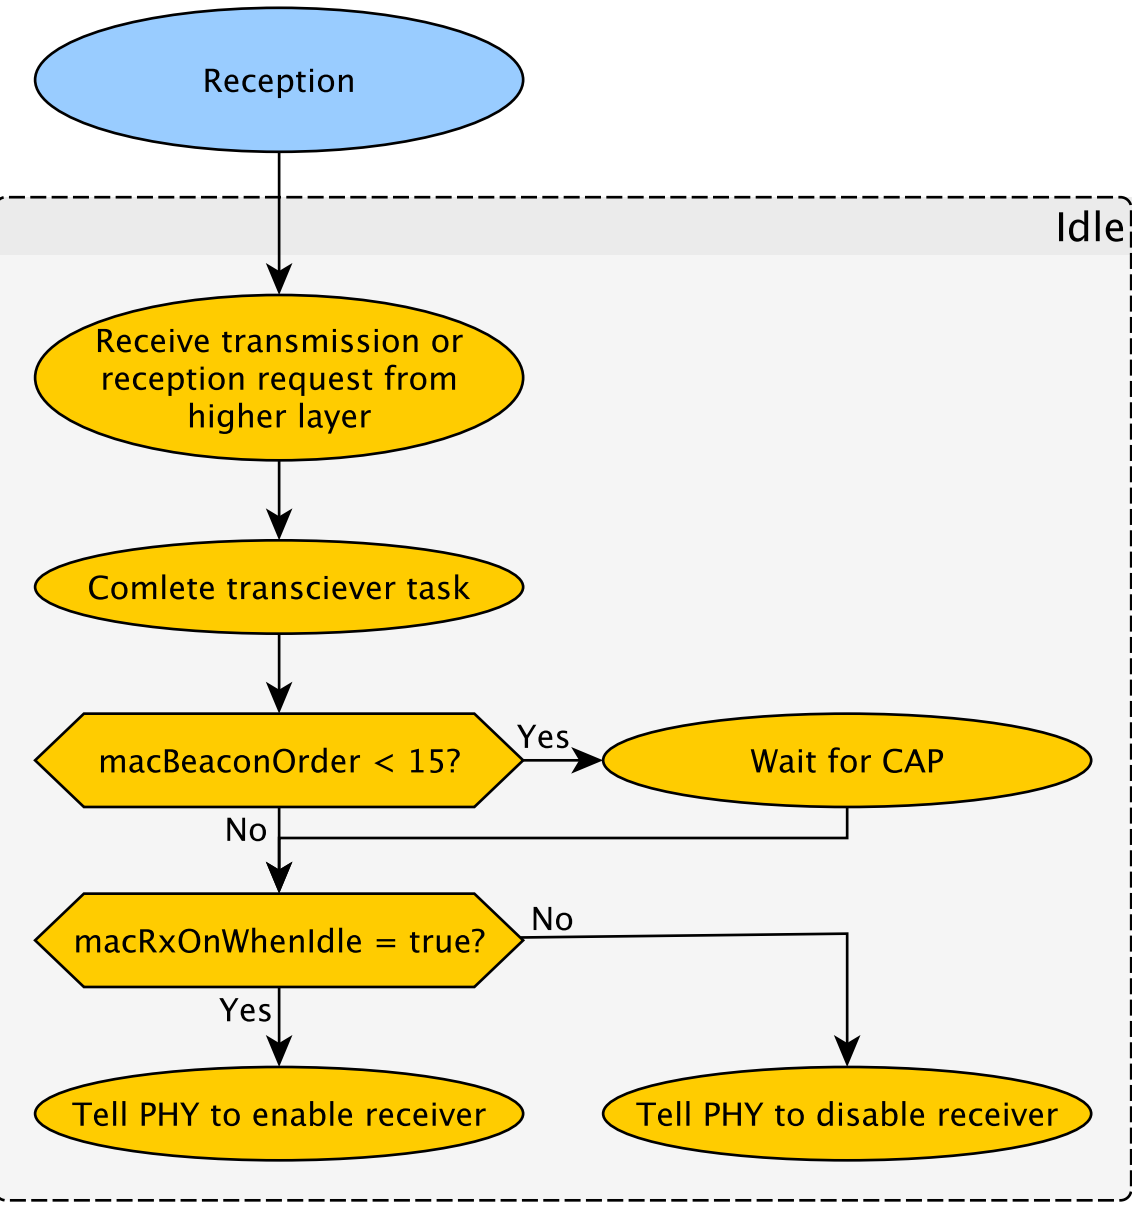 Reception
Idle
Receive transmission or
reception request from
higher layer
Comlete transciever task
macBeaconOrder < 15?
Yes
Wait for CAP
No
macRxOnWhenIdle = true?
No
Yes
Tell PHY to enable receiver
Tell PHY to disable receiver